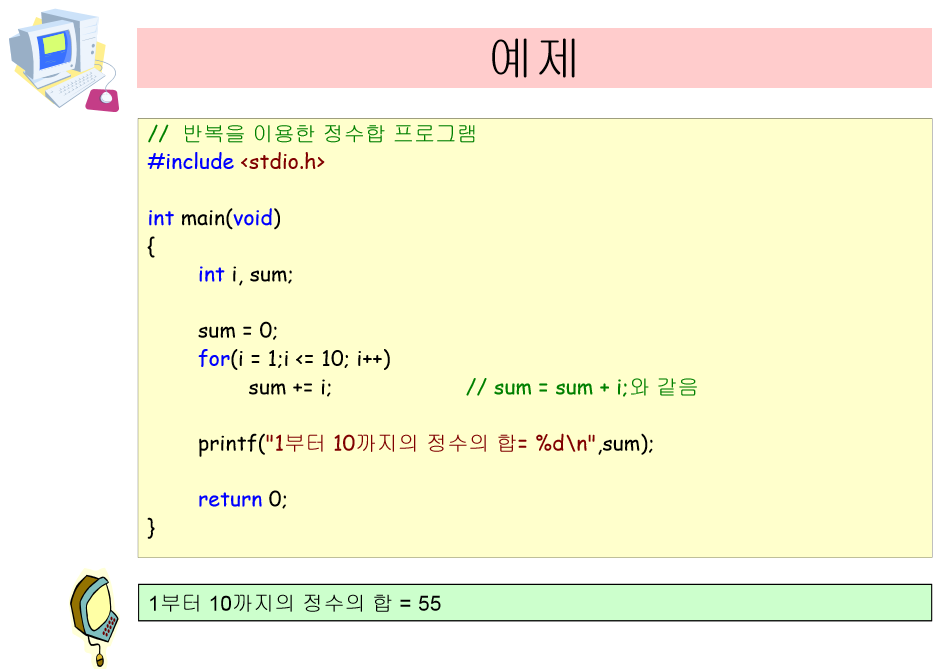 예제
// 반복을 이용한 정수합 프로그램
#include <stdio.h>
int main(void)
{
int i, sum;
sum = 0;
for(i = 1;i <= 10; i++)
sum += i; // sum = sum + i;와 같음
printf("1부터 10까지의 정수의 합= %d\n",sum);
return 0;
}
1부터 10까지의 정수의 합 = 55